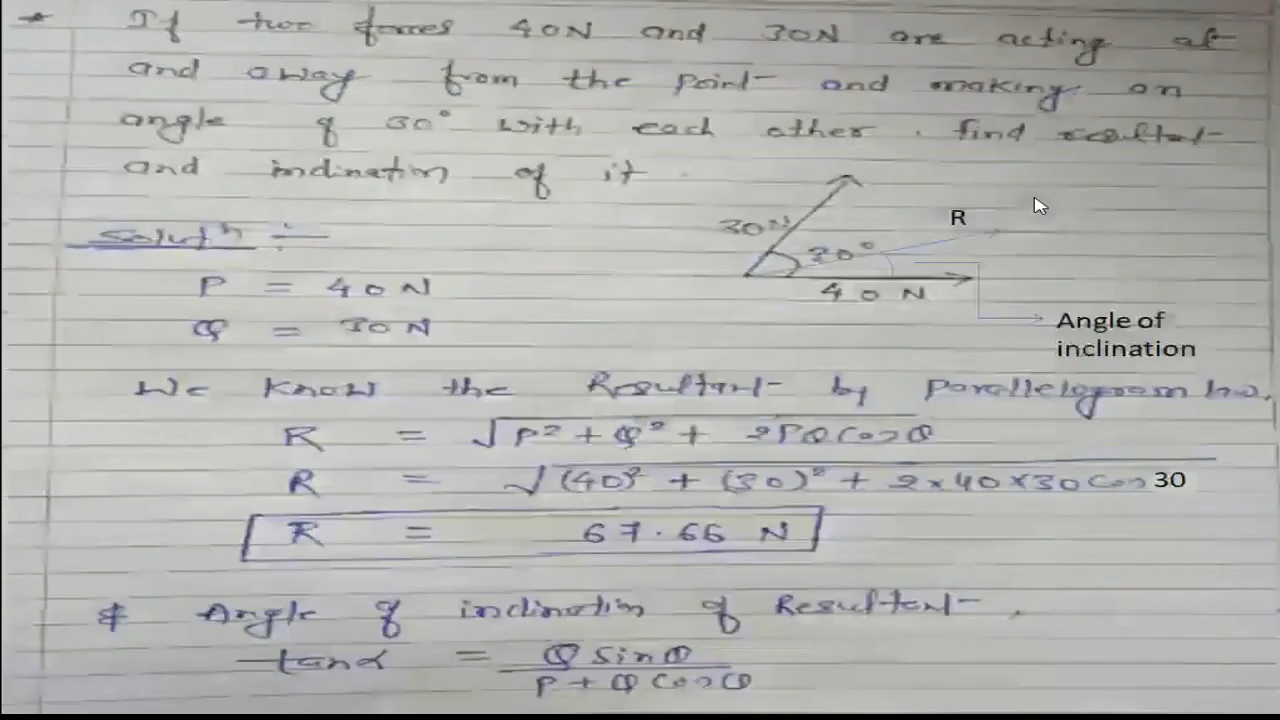 * If two forces 40N and 30N are acting at
and away from the point and making an
angle of 30° with each other. find resultat
and inclination of it.
Solutⁿ ÷
30N
30°
R
40 N
Angle of
inclination
P = 40 N
Q = 30 N
We know the Resultant by Parallelogram law.
R = √P² + Q² + 2PQ Cos θ
R = √(40)² + (30)² + 2×40×30 Cos 30
R = 67.66 N
# Angle of inclination of Resultant.
tan α = Q Sin θ / P + Q Cos θ